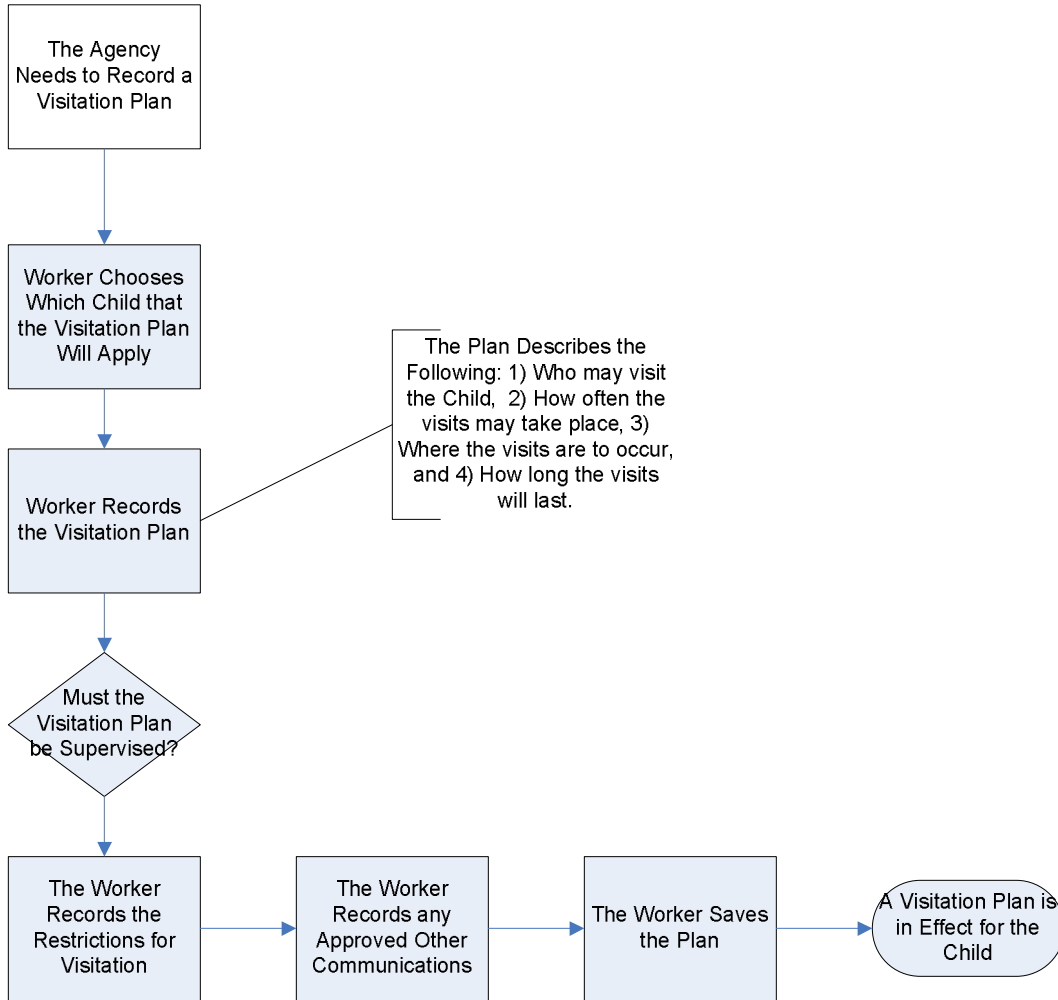 The Agency
Needs to Record a
Visitation Plan
Worker Chooses
Which Child that
the Visitation Plan
Will Apply
The Plan Describes the
Following: 1) Who may visit
the Child, 2) How often the
visits may take place, 3)
Where the visits are to occur,
and 4) How long the visits
will last.
Worker Records
the Visitation Plan
Must the
Visitation Plan
be Supervised?
The Worker
Records the
Restrictions for
Visitation
The Worker
Records any
Approved Other
Communications
The Worker Saves
the Plan
A Visitation Plan is
in Effect for the
Child